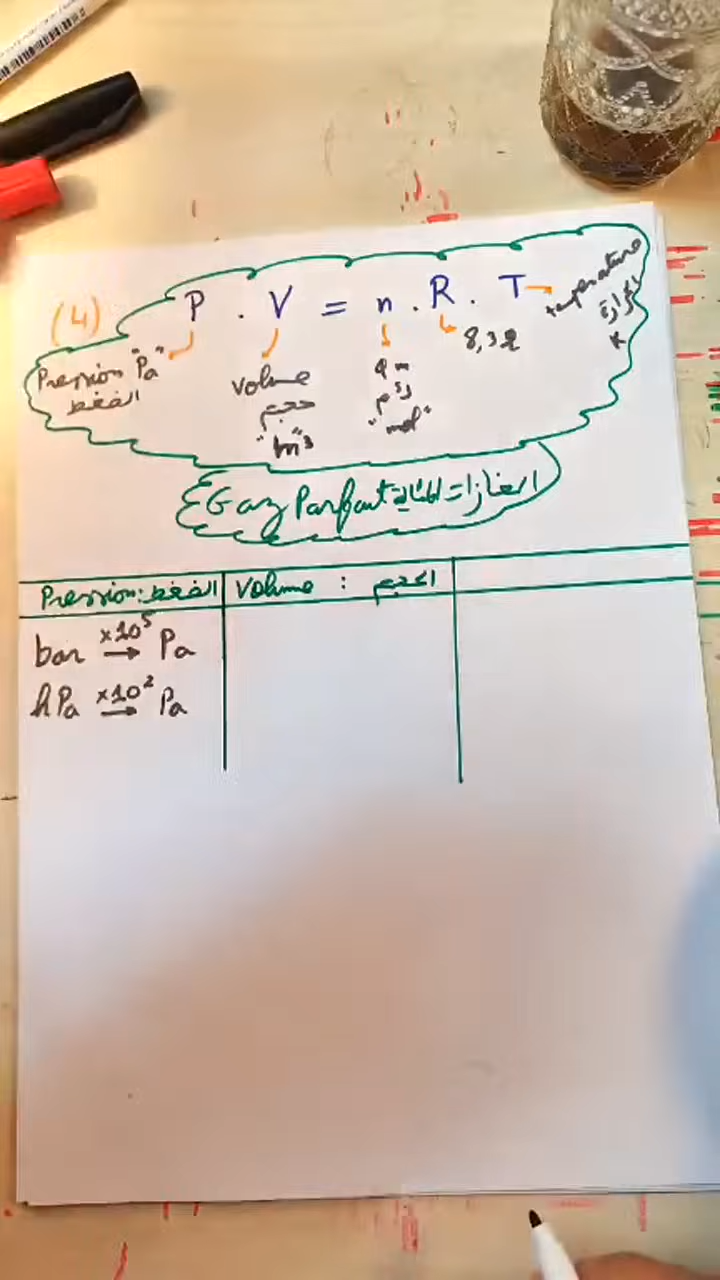 (4) P . V = n . R . T
Pression "Pa"
الضغط
Volume
حجم
"m³"
"mol"
8,32
température
الحرارة
K
Gaz Parfait الغازات المثالية
Pression : الضغط
Volume : الحجم
bar ×10⁵ → Pa
hPa ×10² → Pa